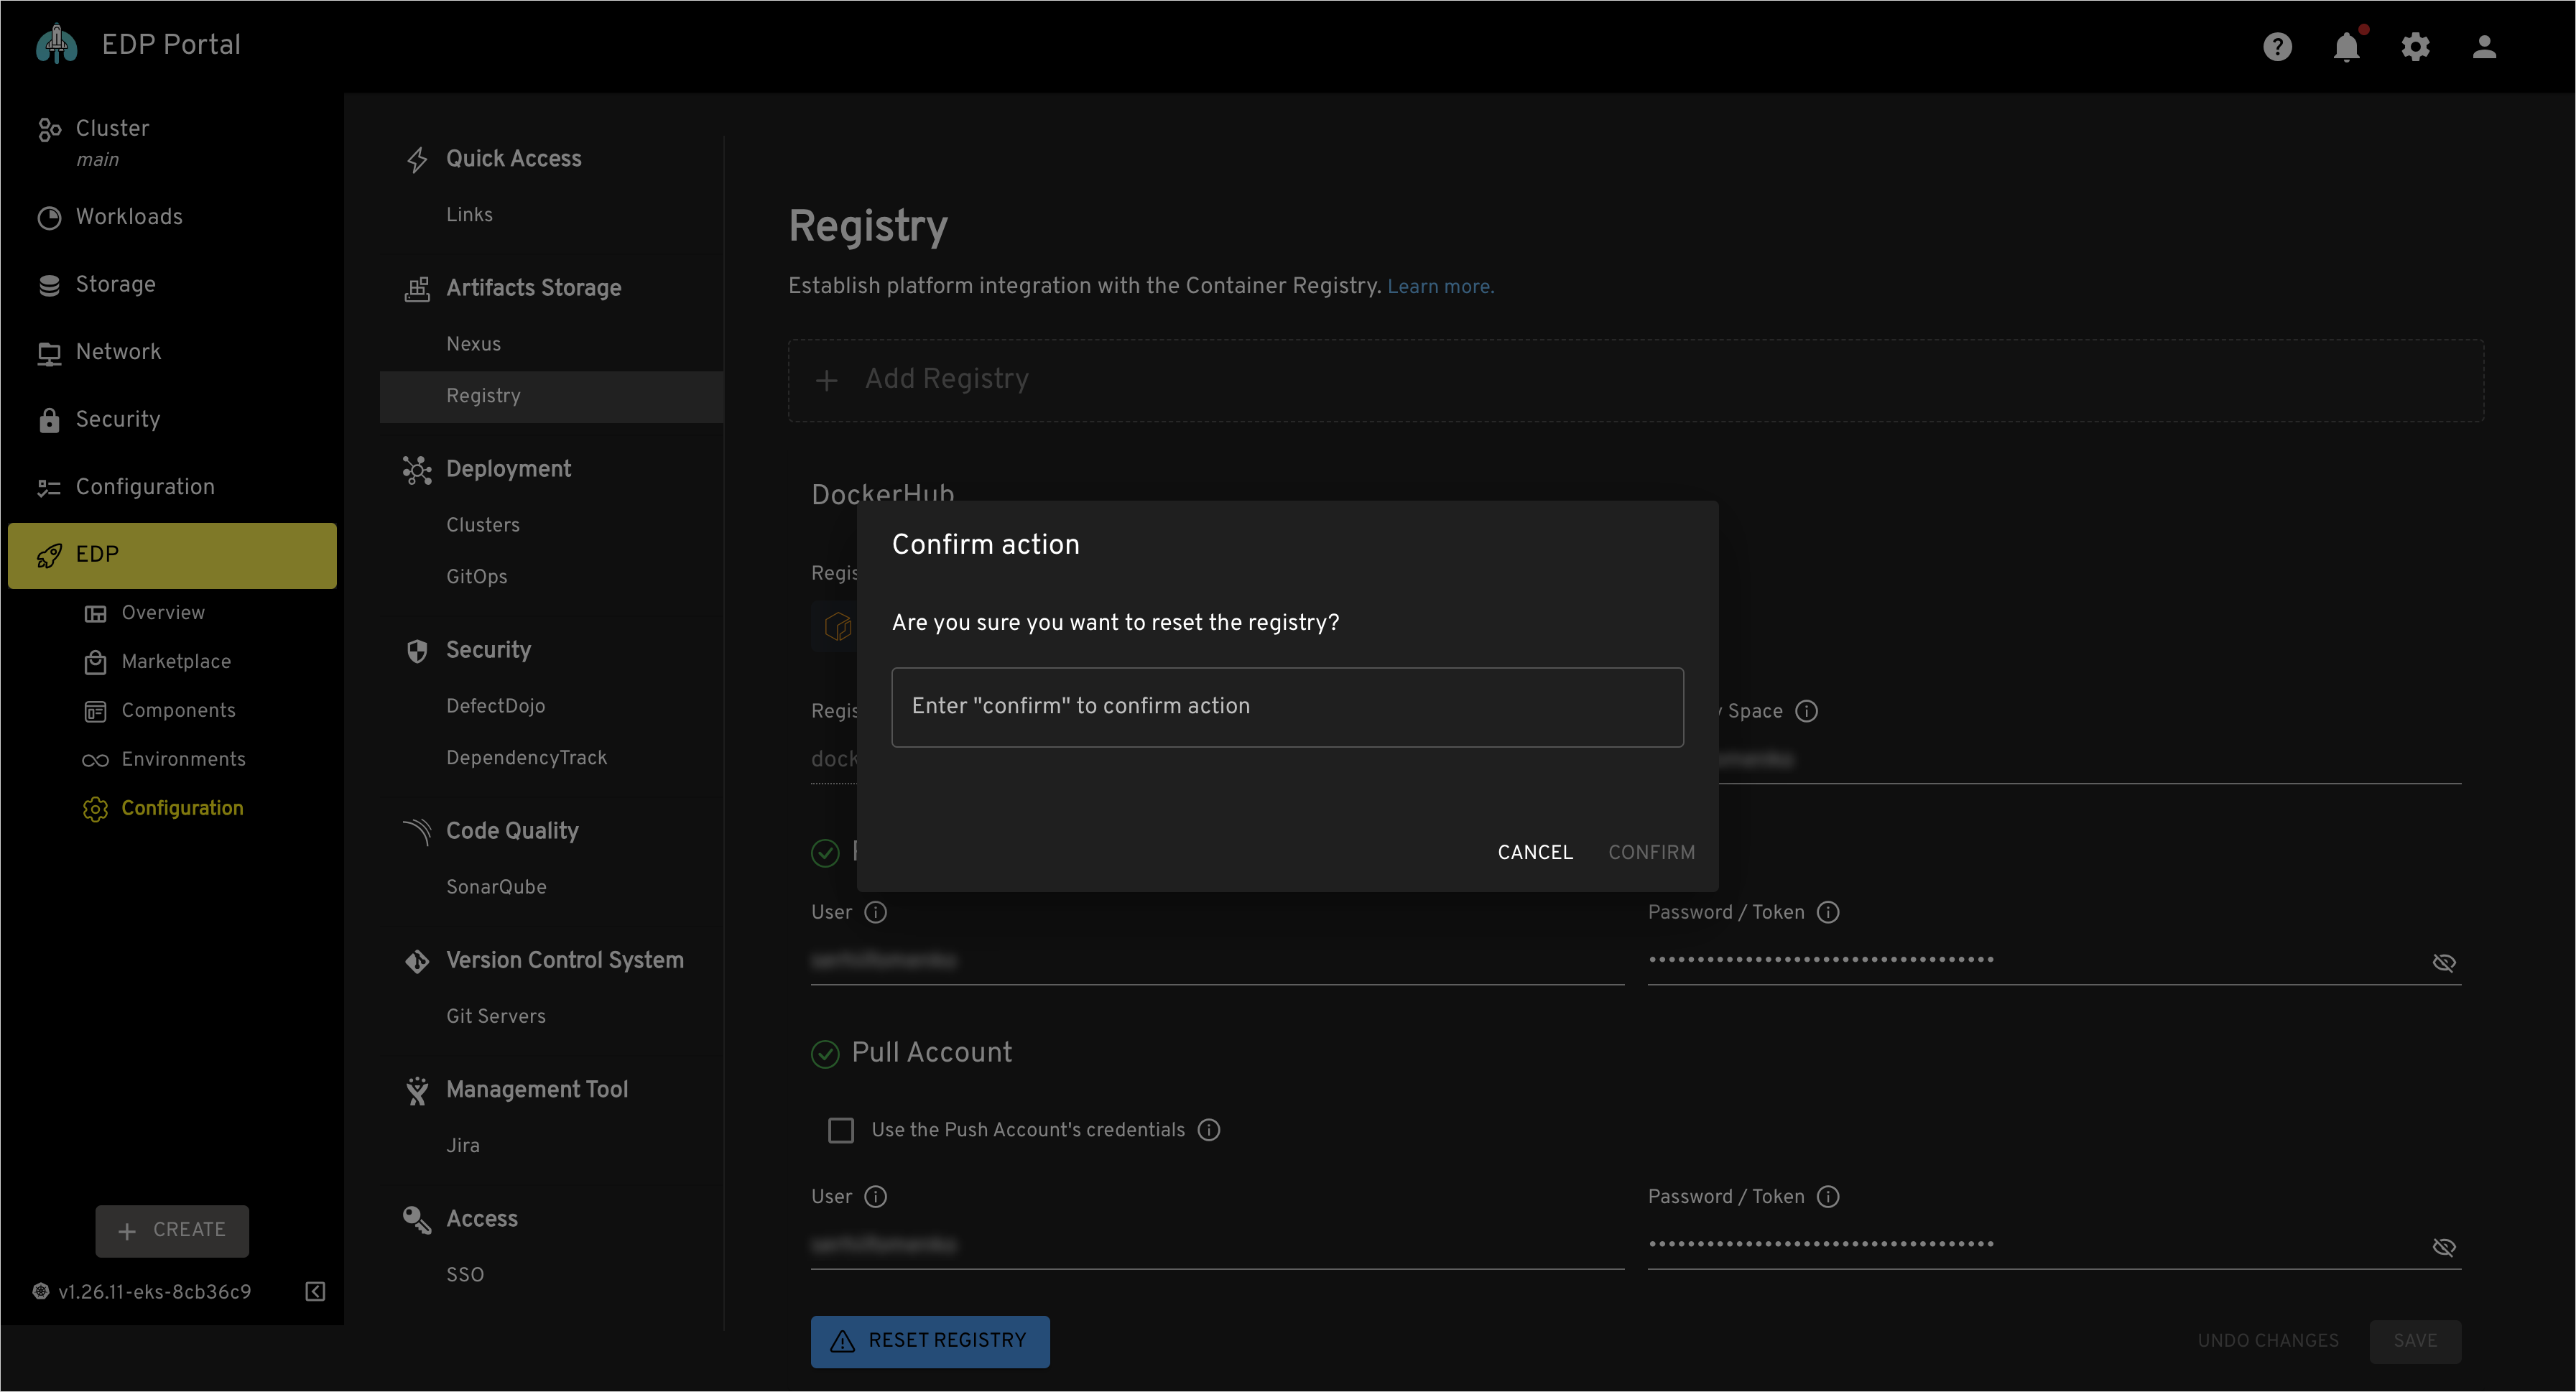 EDP Portal
Cluster
main
Workloads
Storage
Network
Security
Configuration
EDP
Overview
Marketplace
Components
Environments
Configuration
CREATE
v1.26.11-eks-8cb36c9
Quick Access
Links
Artifacts Storage
Nexus
Registry
Deployment
Clusters
GitOps
Security
DefectDojo
DependencyTrack
Code Quality
SonarQube
Version Control System
Git Servers
Management Tool
Jira
Access
SSO
Registry
Establish platform integration with the Container Registry. Learn more.
Add Registry
DockerHub
Confirm action
Are you sure you want to reset the registry?
Enter "confirm" to confirm action
Space
CANCEL CONFIRM
User
Password / Token
Pull Account
Use the Push Account's credentials
User
Password / Token
RESET REGISTRY
UNDO CHANGES
SAVE